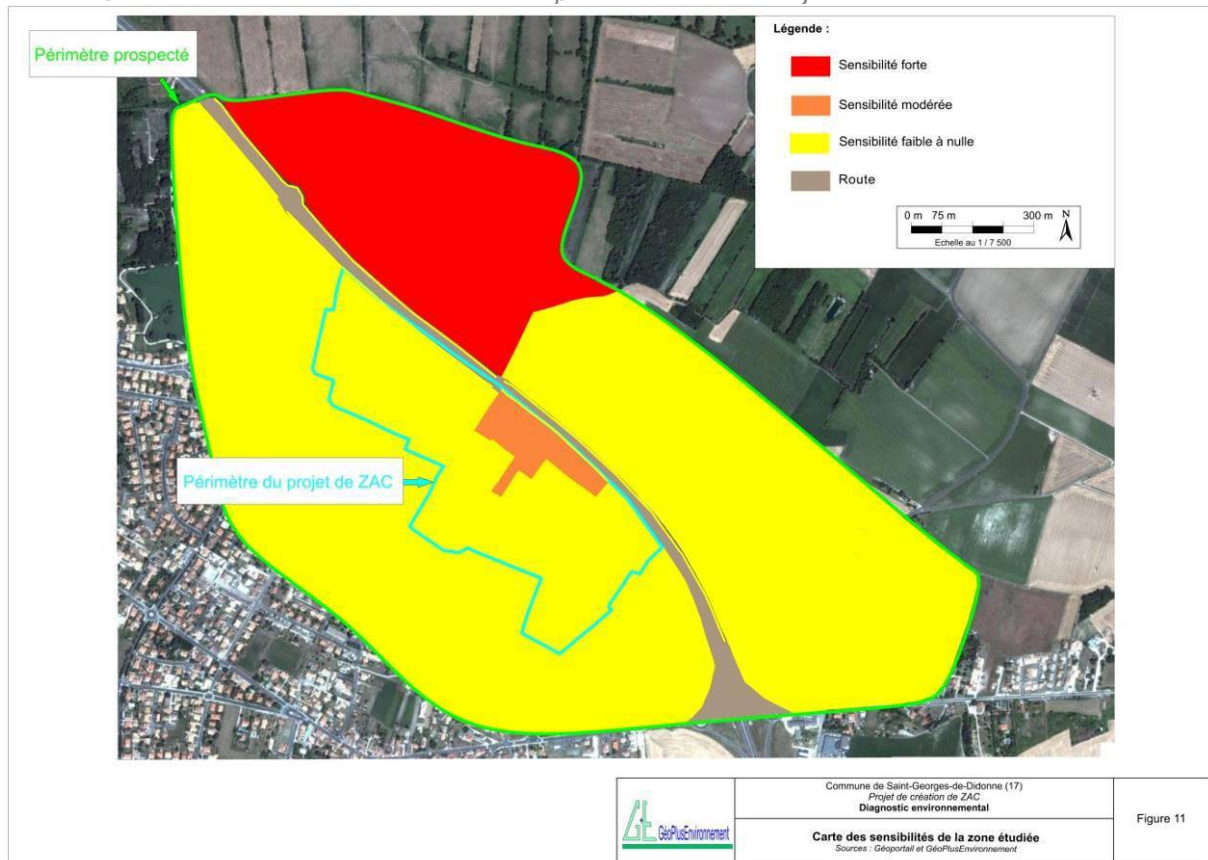 Périmètre prospecté
Légende :
Sensibilité forte
Sensibilité modérée
Sensibilité faible à nulle
Route
0 m 75 m 300 m N
Echelle au 1 / 7 500
Périmètre du projet de ZAC
GéoPlusEnvironnement
Commune de Saint-Georges-de-Didonne (17)
Projet de création de ZAC
Diagnostic environnemental
Carte des sensibilités de la zone étudiée
Sources : Géoportail et GéoPlusEnvironnement
Figure 11